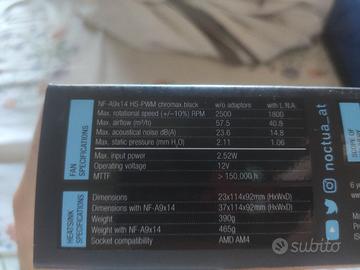 NF-A9x14 HS-PWM chromax.black w/o adaptors with L.N.A.
Max. rotational speed (+/-10%) RPM 2500 1800
Max. airflow (m³/h) 57.5 40.8
Max. acoustical noise dB(A) 23.6 14.8
Max. static pressure (mm H₂O) 2.11 1.06
Max. input power 2.52W
Operating voltage 12V
MTTF > 150,000 h
FAN
SPECIFICATIONS
Dimensions 23x114x92mm (HxWxD)
Dimensions with NF-A9x14 37x114x92mm (HxWxD)
Weight 390g
Weight with NF-A9x14 465g
Socket compatibility AMD AM4
HEATSINK
SPECIFICATIONS
noctua_at
SCOPE OF
6 y
subito